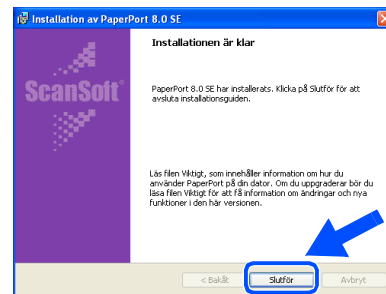 Installation av PaperPort 8.0 SE
Installationen är klar
ScanSoft®
PaperPort 8.0 SE har installerats. Klicka på Slutför för att
avsluta installationsguiden.
Läs filen Viktigt, som innehåller information om hur du
använder PaperPort på din dator. Om du uppgraderar bör du
läsa filen Viktigt för att få information om ändringar och nya
funktioner i den här versionen.
< Bakåt
Slutför
Avbryt